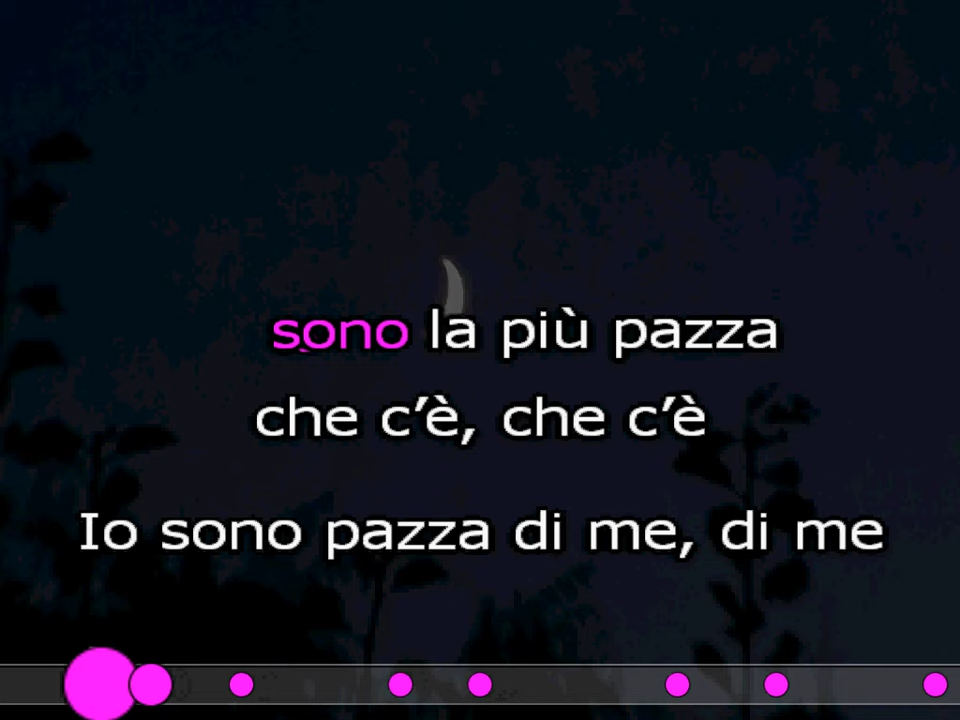 sono la più pazza
che c’è, che c’è
Io sono pazza di me, di me